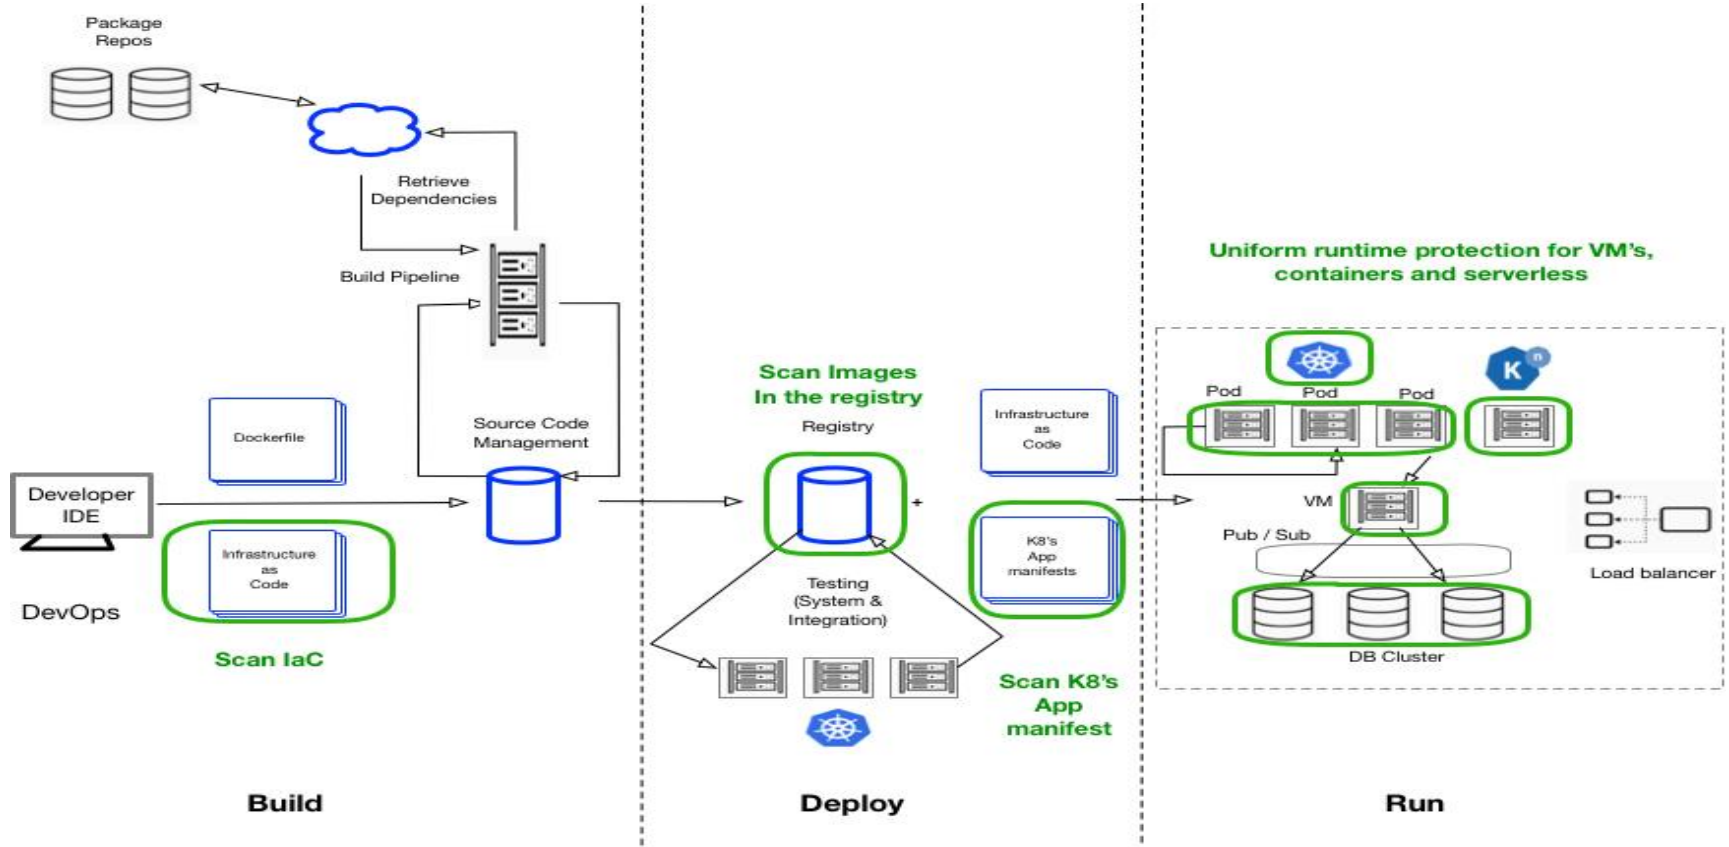 Package
Repos
Retrieve
Dependencies
Build Pipeline
Dockerfile
Source Code
Management
Developer
IDE
Infrastructure
as
Code
DevOps
Scan IaC
Build
Scan Images
In the registry
Registry
+
Infrastructure
as
Code
K8's
App
manifests
Testing
(System &
Integration)
Scan K8's
App
manifest
Deploy
Uniform runtime protection for VM's,
containers and serverless
K n
Pod
Pod
Pod
VM
Pub / Sub
Load balancer
DB Cluster
Run